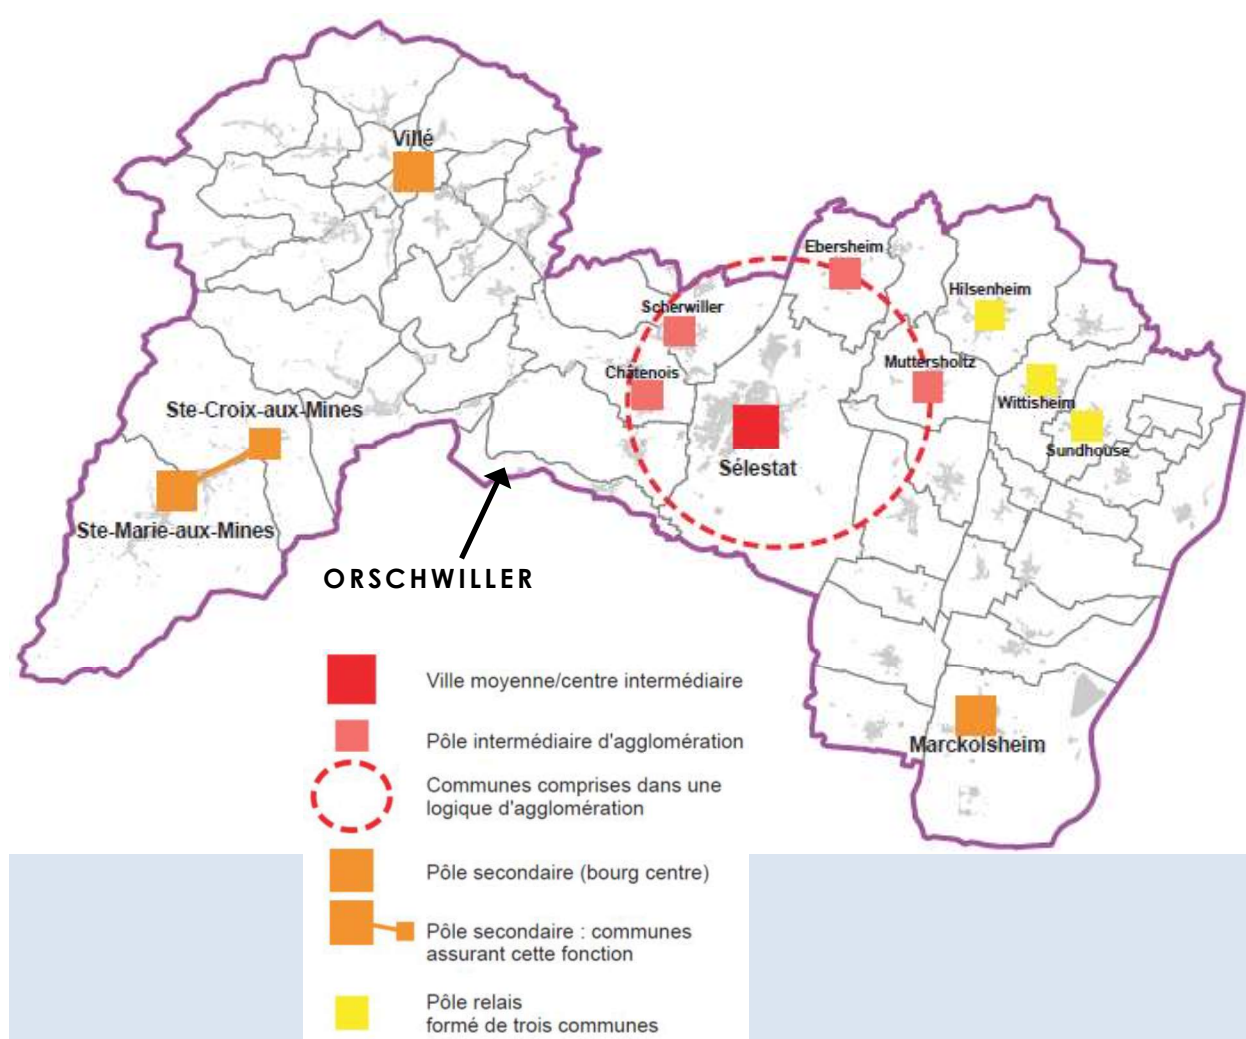 Villé
Ebersheim
Hilsenheim
Scherwiller
Châtenois
Muttersholtz
Wittisheim
Sundhouse
Ste-Croix-aux-Mines
Sélestat
Ste-Marie-aux-Mines
ORSCHWILLER
Marckolsheim
Ville moyenne/centre intermédiaire
Pôle intermédiaire d'agglomération
Communes comprises dans une
logique d'agglomération
Pôle secondaire (bourg centre)
Pôle secondaire : communes
assurant cette fonction
Pôle relais
formé de trois communes